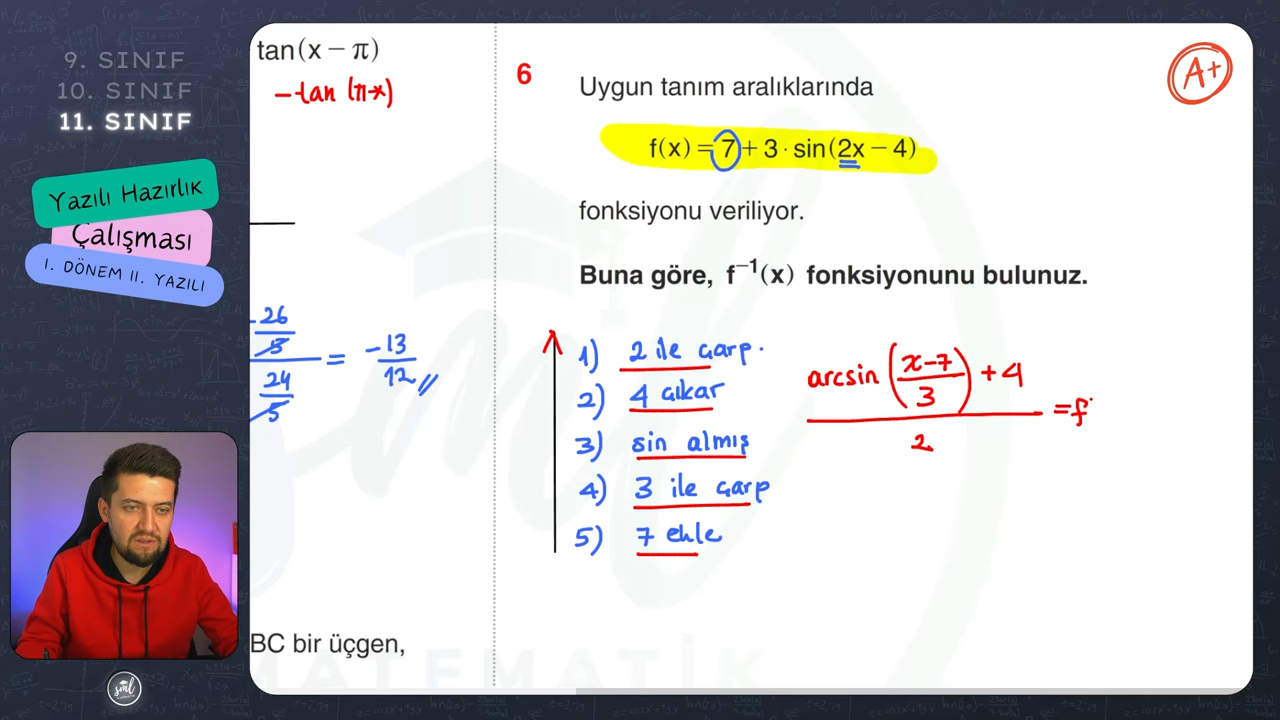 9. SINIF
10. SINIF
11. SINIF
Yazılı Hazırlık
Çalışması
I. DÖNEM II. YAZILI
tan(x − π)
-tan (π-x)
-26/5 / 24/5 = -13/12 //
BC bir üçgen,
6
Uygun tanım aralıklarında
f(x) = 7 + 3 · sin(2x − 4)
fonksiyonu veriliyor.
Buna göre, f⁻¹(x) fonksiyonunu bulunuz.
1) 2 ile çarp.
2) 4 çıkar
3) sin almış
4) 3 ile çarp
5) 7 ekle
arcsin((x-7)/3) + 4
2
=f
A+
MATEMATİK
sml